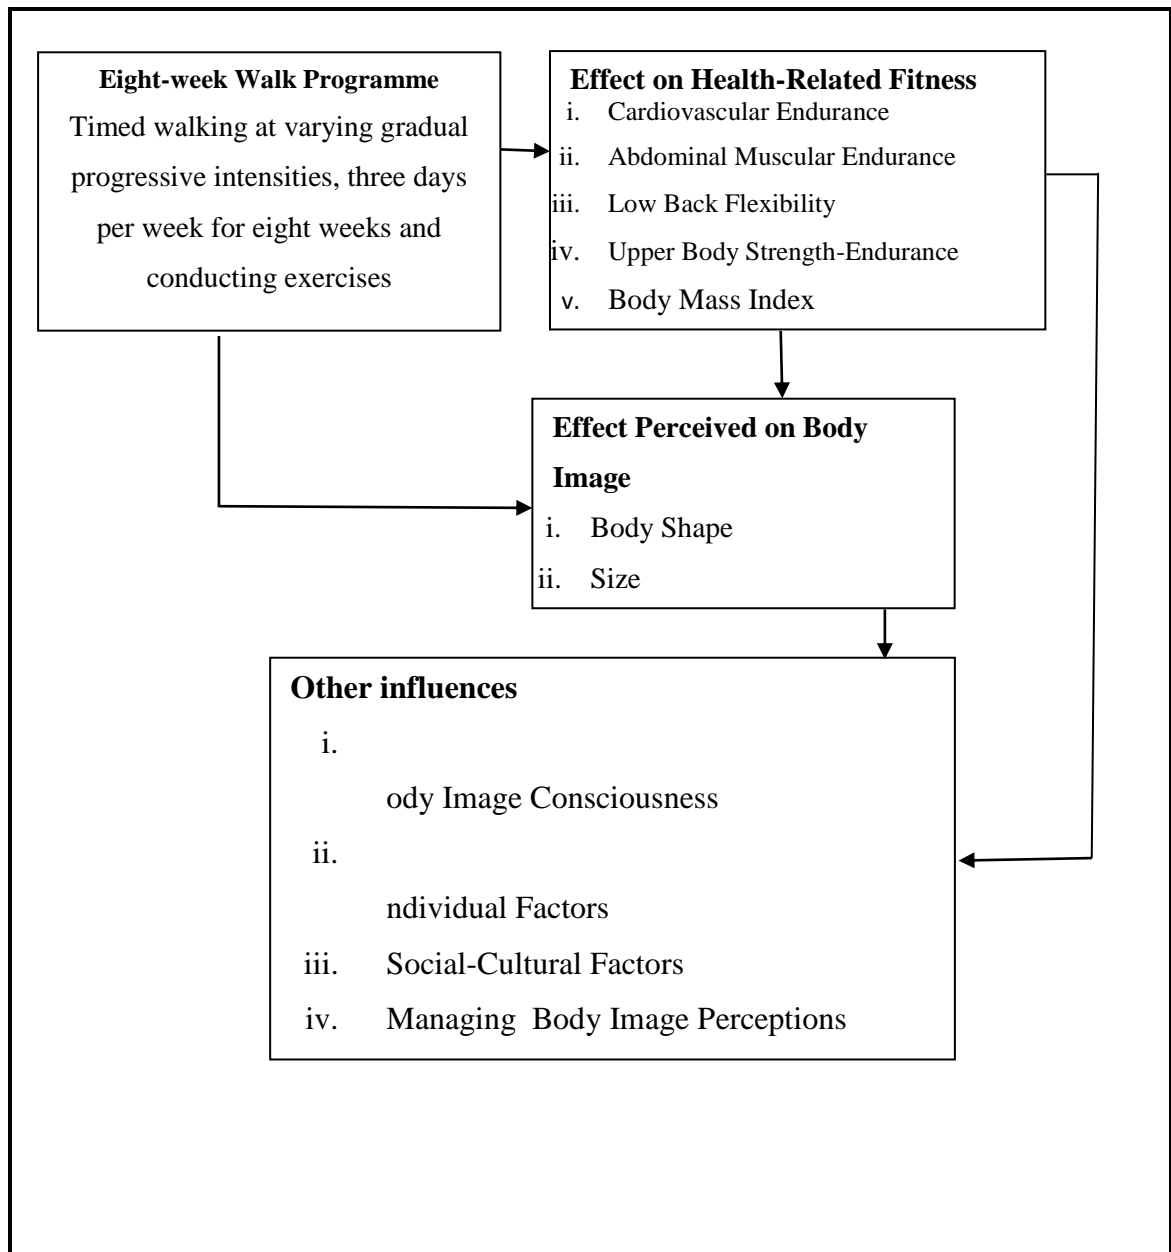 Eight-week Walk Programme
Timed walking at varying gradual
progressive intensities, three days
per week for eight weeks and
conducting exercises
Effect on Health-Related Fitness
i. Cardiovascular Endurance
ii. Abdominal Muscular Endurance
iii. Low Back Flexibility
iv. Upper Body Strength-Endurance
v. Body Mass Index
Effect Perceived on Body
Image
i. Body Shape
ii. Size
Other influences
i.
ody Image Consciousness
ii.
ndividual Factors
iii. Social-Cultural Factors
iv. Managing Body Image Perceptions